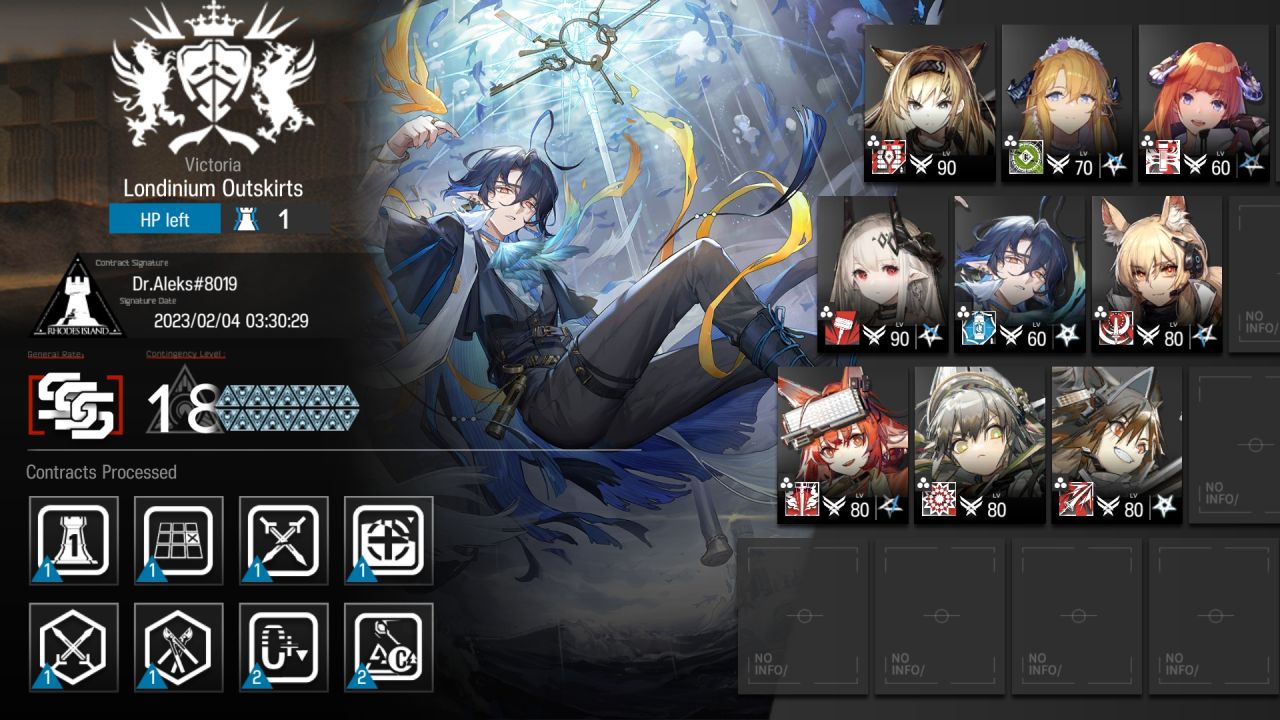 Victoria
Londinium Outskirts
HP left 1
Contract Signature
Dr.Aleks#8019
Signature Date
2023/02/04 03:30:29
RHODES ISLAND
General Rate:
Contingency Level:
SSS
18
Contracts Processed
1
1
1
1
1
1
1
2
2
LV 90
LV 70
LV 60
LV 90
LV 60
LV 80
NO INFO/
LV 80
LV 80
LV 80
NO INFO/
NO INFO/
NO INFO/
NO INFO/
NO INFO/